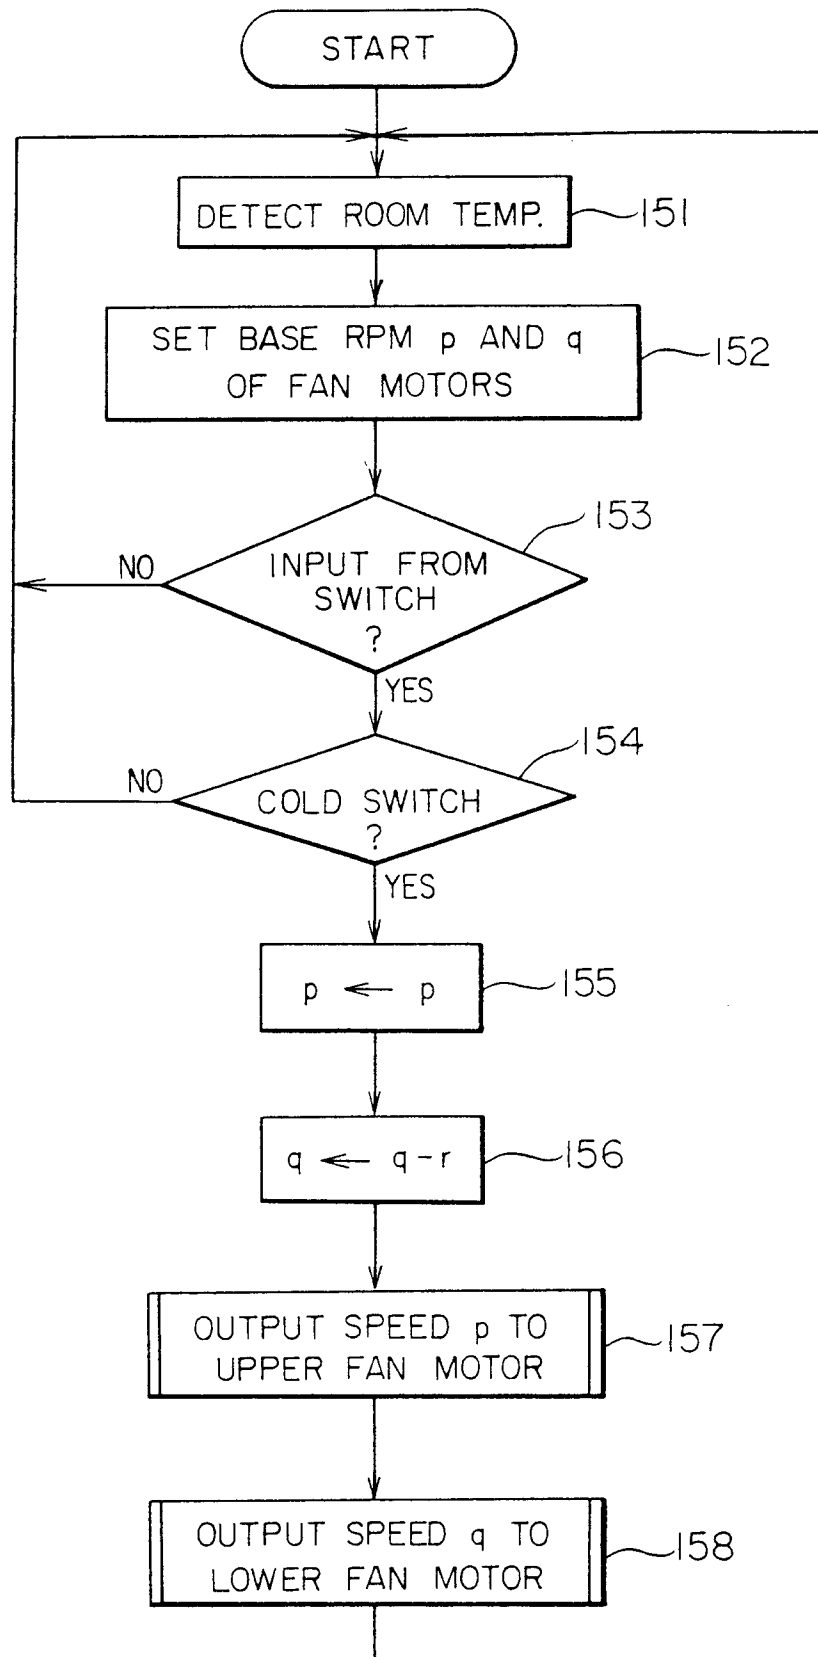 START
DETECT ROOM TEMP.
151
SET BASE RPM p AND q
OF FAN MOTORS
152
153
INPUT FROM
SWITCH
?
NO
YES
154
COLD SWITCH
?
NO
YES
p ← p
155
q ← q-r
156
OUTPUT SPEED p TO
UPPER FAN MOTOR
157
OUTPUT SPEED q TO
LOWER FAN MOTOR
158